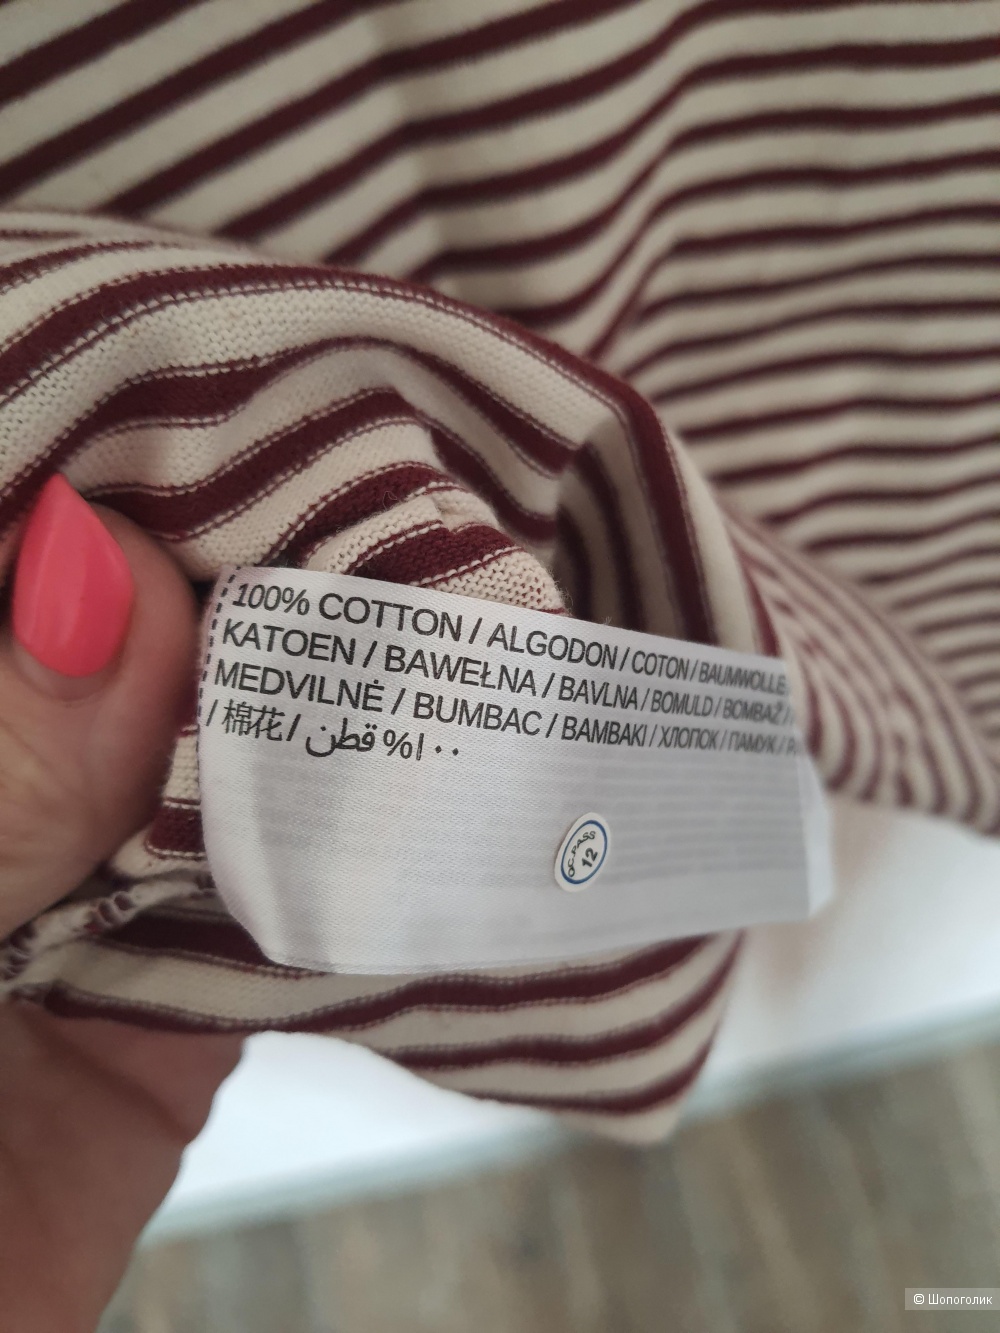 100% COTTON / ALGODON / COTON / BAUMWOLLE
KATOEN / BAWEŁNA / BAVLNA / BOMULD / BOMBAŽ /
MEDVILNĖ / BUMBAC / BAMBAKI / ХЛОПОК / ПАМУК /
/ 棉花 / قطن %١٠٠
QC-PASS
12
© Шопоголик